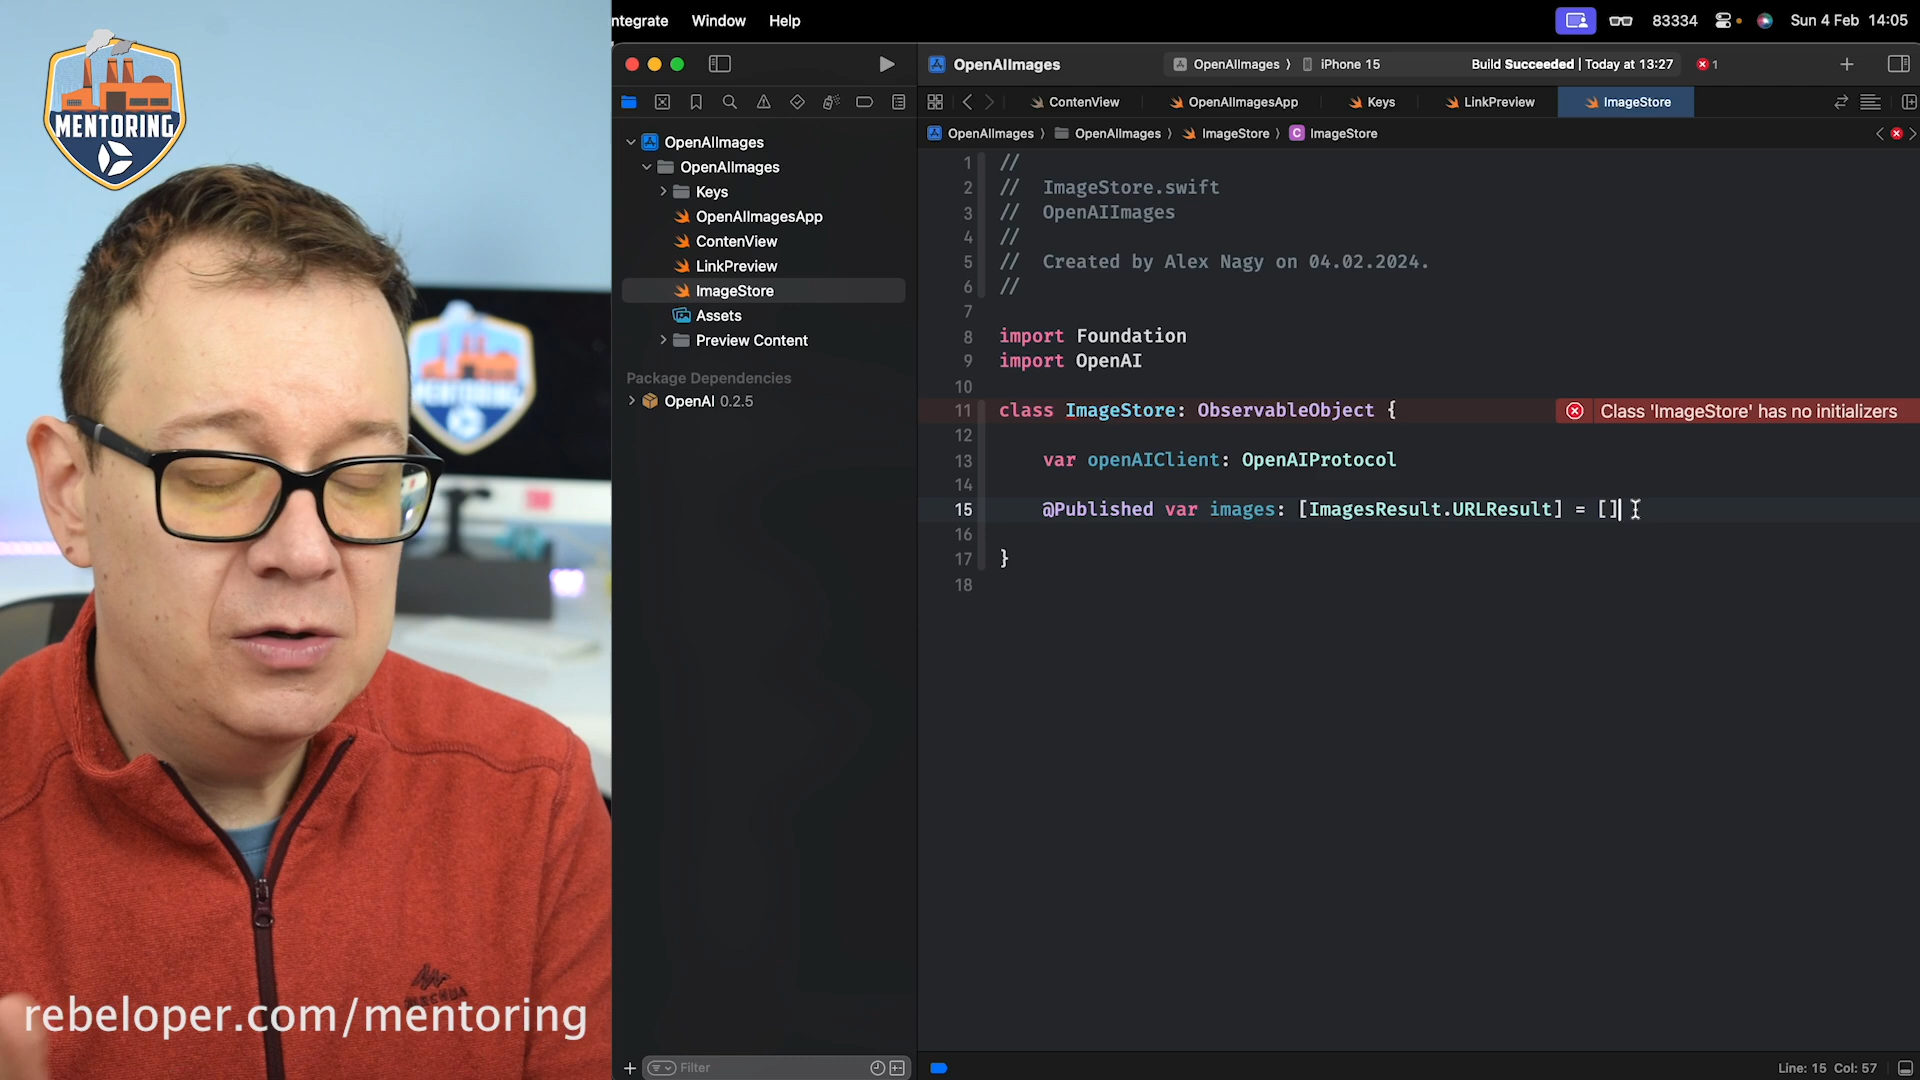 ntegrate Window Help 83334 Sun 4 Feb 14:05
MENTORING
OpenAIImages OpenAIImages iPhone 15 Build Succeeded | Today at 13:27 1
ContenView OpenAIImagesApp Keys LinkPreview ImageStore
OpenAIImages OpenAIImages ImageStore C ImageStore
OpenAIImages
OpenAIImages
Keys
OpenAIImagesApp
ContenView
LinkPreview
ImageStore
Assets
Preview Content
Package Dependencies
OpenAI 0.2.5
Filter
1 //
2 // ImageStore.swift
3 // OpenAIImages
4 //
5 // Created by Alex Nagy on 04.02.2024.
6 //
7
8 import Foundation
9 import OpenAI
10
11 class ImageStore: ObservableObject { Class 'ImageStore' has no initializers
12
13 var openAIClient: OpenAIProtocol
14
15 @Published var images: [ImagesResult.URLResult] = []
16
17 }
18
Line: 15 Col: 57
MENTORING
rebeloper.com/mentoring